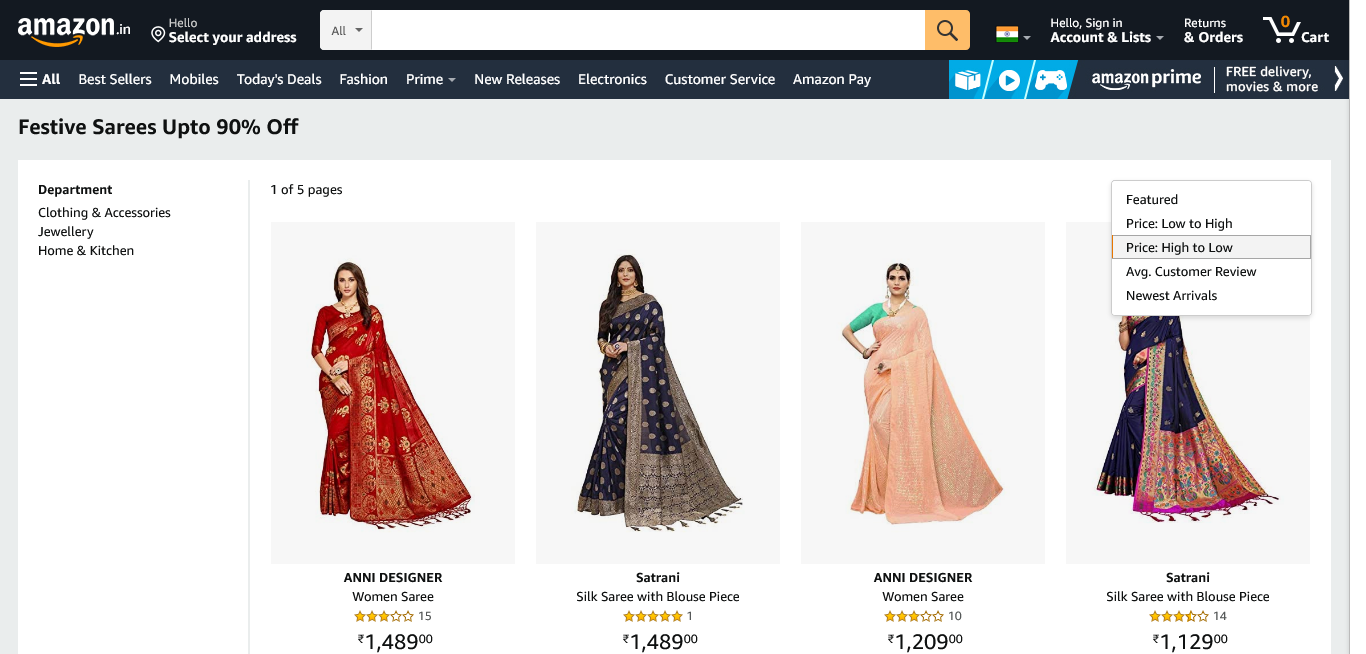 amazon.in
Hello
Select your address
All
Hello, Sign in
Account & Lists
Returns
& Orders
0
Cart
All
Best Sellers
Mobiles
Today's Deals
Fashion
Prime
New Releases
Electronics
Customer Service
Amazon Pay
amazon prime
FREE delivery,
movies & more
Festive Sarees Upto 90% Off
Department
Clothing & Accessories
Jewellery
Home & Kitchen
1 of 5 pages
Featured
Price: Low to High
Price: High to Low
Avg. Customer Review
Newest Arrivals
ANNI DESIGNER
Women Saree
15
₹1,48900
Satrani
Silk Saree with Blouse Piece
1
₹1,48900
ANNI DESIGNER
Women Saree
10
₹1,20900
Satrani
Silk Saree with Blouse Piece
14
₹1,12900